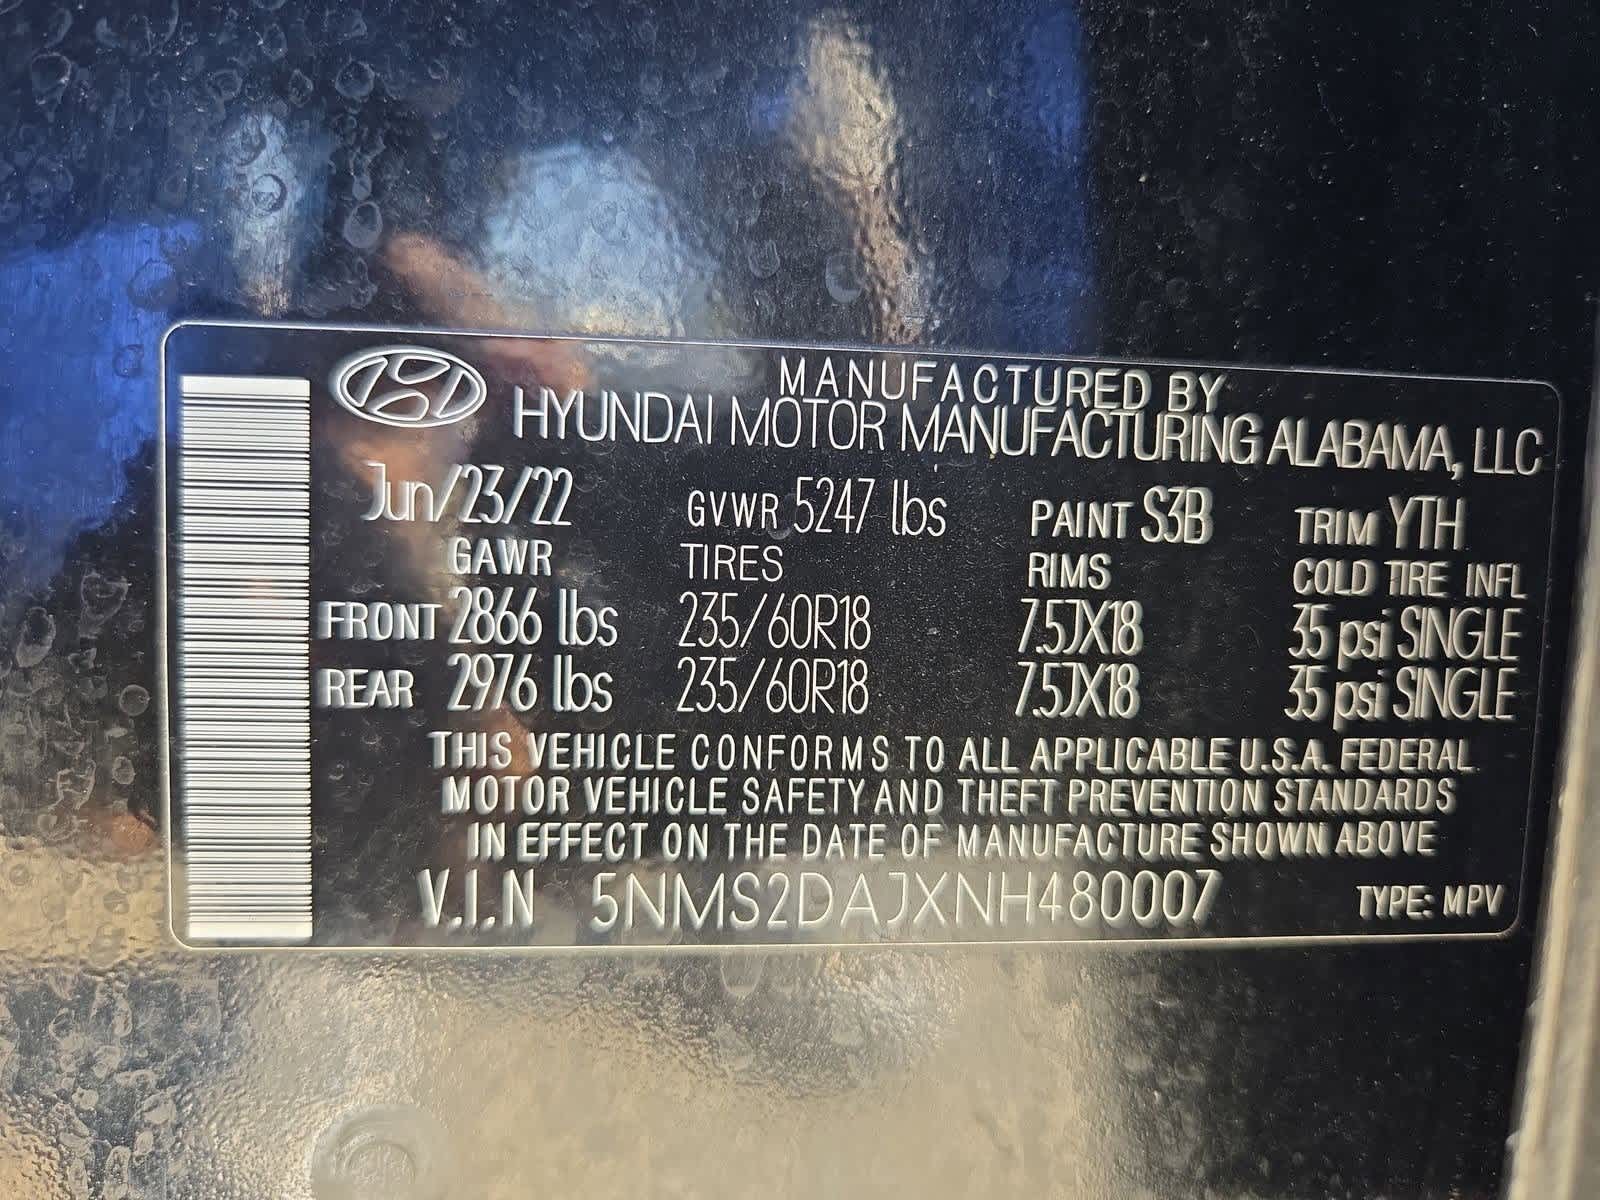 MANUFACTURED BY
HYUNDAI MOTOR MANUFACTURING ALABAMA, LLC
Jun/23/22 GVWR 5247 lbs PAINT S3B TRIM YTH
GAWR TIRES RIMS COLD TIRE INFL
FRONT 2866 lbs 235/60R18 7.5JX18 35 psi SINGLE
REAR 2976 lbs 235/60R18 7.5JX18 35 psi SINGLE
THIS VEHICLE CONFORMS TO ALL APPLICABLE U.S.A. FEDERAL
MOTOR VEHICLE SAFETY AND THEFT PREVENTION STANDARDS
IN EFFECT ON THE DATE OF MANUFACTURE SHOWN ABOVE
V.I.N 5NMS2DAJXNH480007 TYPE: MPV